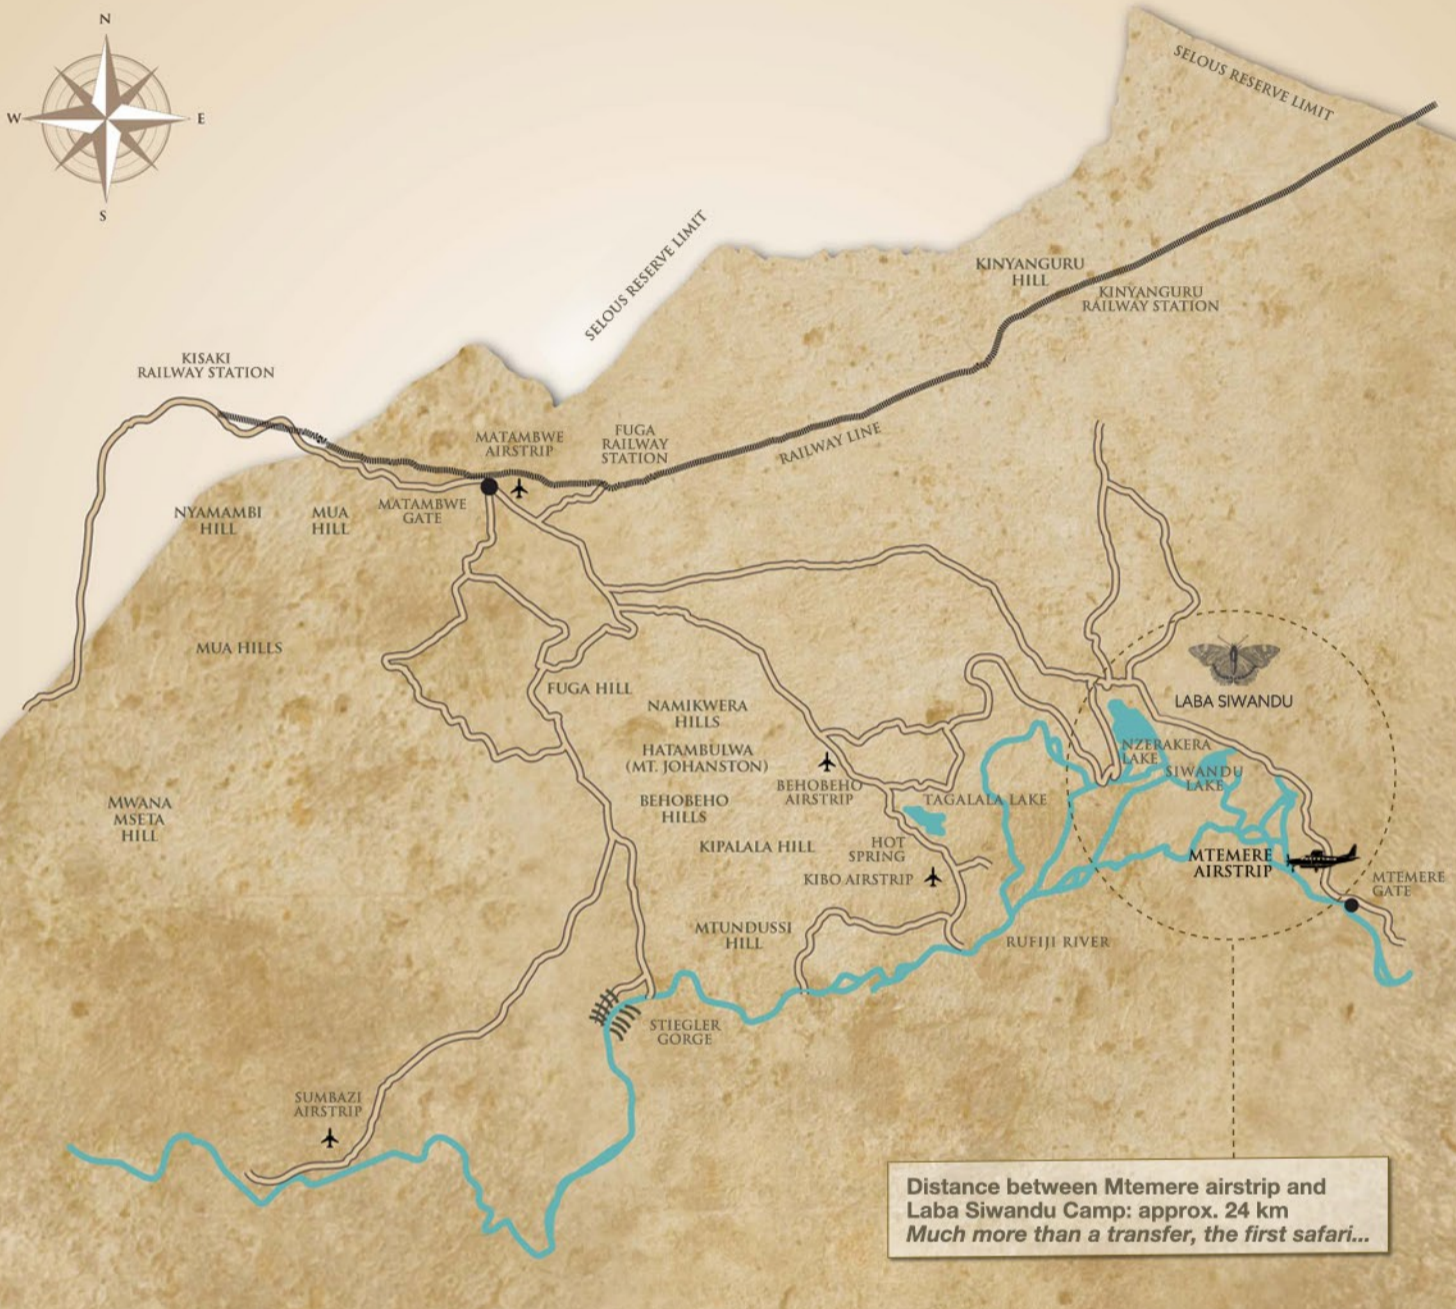 N
W
E
S
SELOUS RESERVE LIMIT
SELOUS RESERVE LIMIT
KINYANGURU
HILL
KINYANGURU
RAILWAY STATION
KISAKI
RAILWAY STATION
MATAMBWE
AIRSTRIP
FUGA
RAILWAY
STATION
RAILWAY LINE
NYAMAMBI
HILL
MUA
HILL
MATAMBWE
GATE
MUA HILLS
FUGA HILL
NAMIKWERA
HILLS
LABA SIWANDU
HATAMBULWA
(MT. JOHANSTON)
NZERAKERA
LAKE
SIWANDU
LAKE
MWANA
MSETA
HILL
BEHOBEHO
HILLS
BEHOBEHO
AIRSTRIP
TAGALALA LAKE
KIPALALA HILL
HOT
SPRING
KIBO AIRSTRIP
MTEMERE
AIRSTRIP
MTEMERE
GATE
MTUNDUSSI
HILL
RUFIJI RIVER
STIEGLER
GORGE
SUMBAZI
AIRSTRIP
Distance between Mtemere airstrip and
Laba Siwandu Camp: approx. 24 km
Much more than a transfer, the first safari...